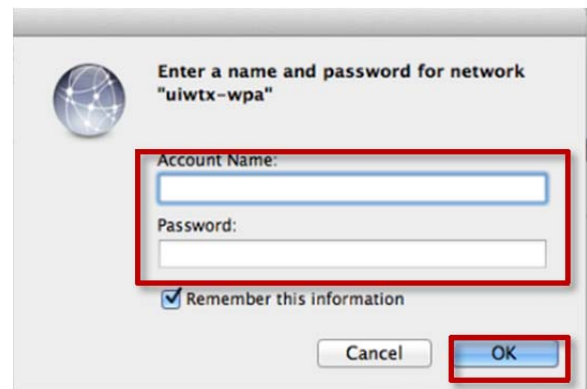 Enter a name and password for network
"uiwtx-wpa"
Account Name:
Password:
Remember this information
Cancel
OK